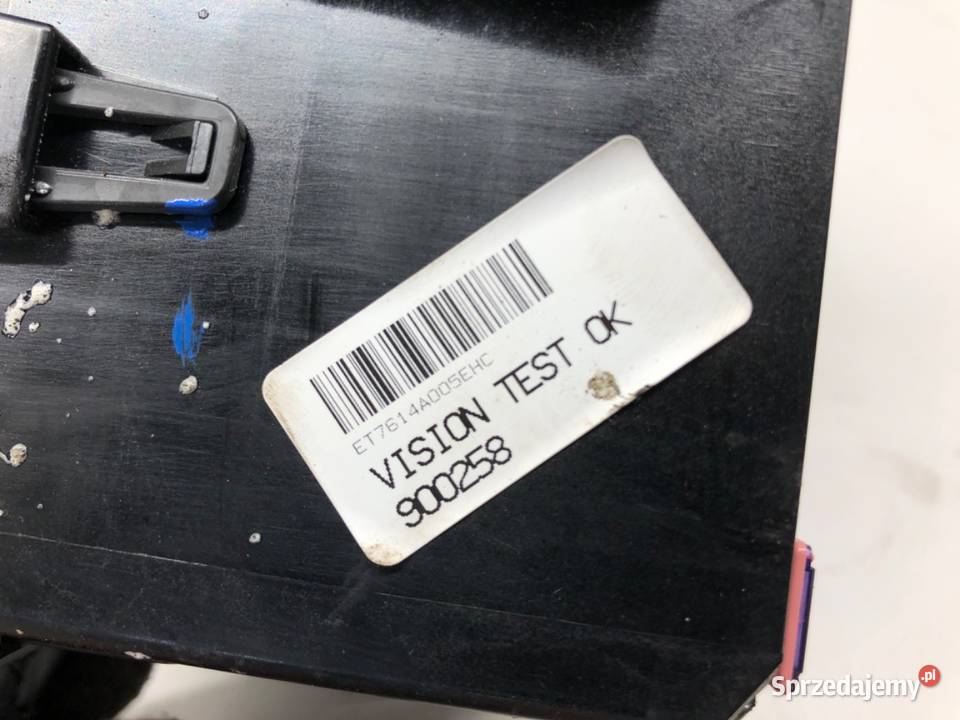 ET7614A005EHC
VISION TEST OK
900258
Sprzedajemy.pl